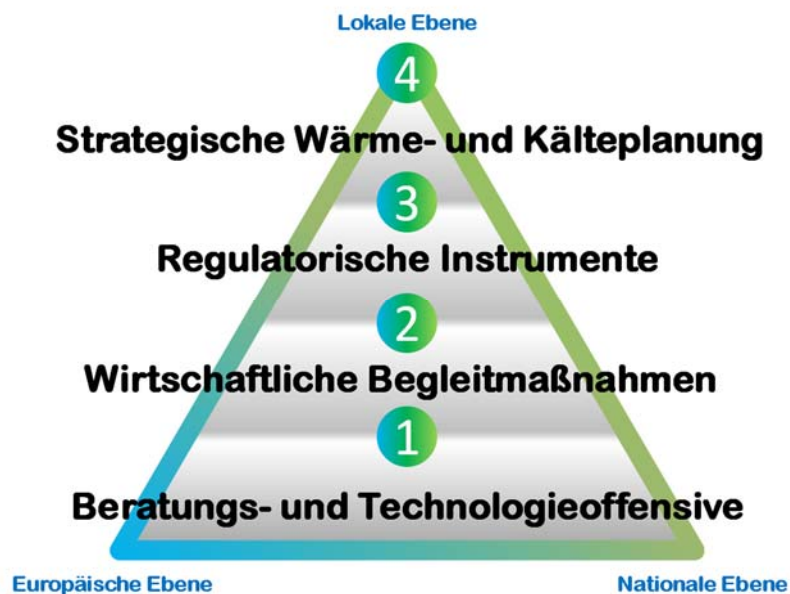 Lokale Ebene
4
Strategische Wärme- und Kälteplanung
3
Regulatorische Instrumente
2
Wirtschaftliche Begleitmaßnahmen
1
Beratungs- und Technologieoffensive
Europäische Ebene
Nationale Ebene